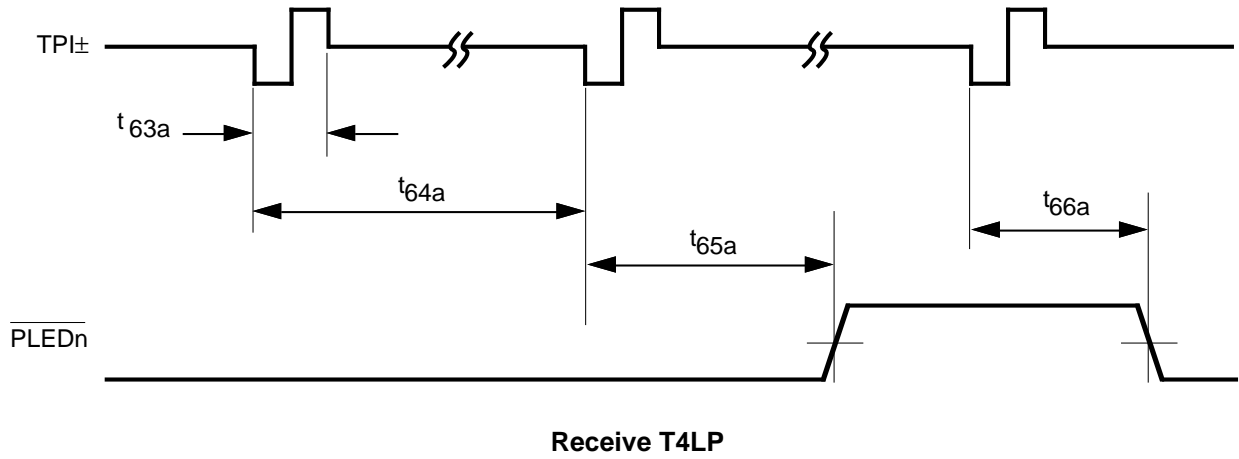 TPI±
t63a
t64a
t66a
t65a
PLEDn
Receive T4LP